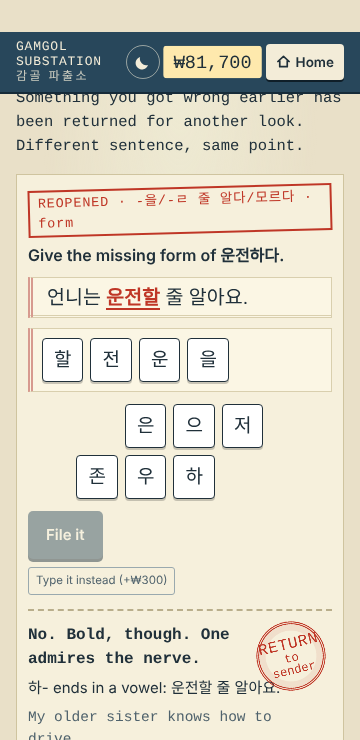 GAMGOL
SUBSTATION
감골 파출소
₩81,700
Home
Something you got wrong earlier has
been returned for another look.
Different sentence, same point.
REOPENED · -을/-ㄹ 줄 알다/모르다 ·
form
Give the missing form of 운전하다.
언니는 운전할 줄 알아요.
할 전 운 을
은 으 저
존 우 하
File it
Type it instead (+₩300)
No. Bold, though. One
admires the nerve.
RETURN
to
sender
하- ends in a vowel: 운전할 줄 알아요.
My older sister knows how to
drive.